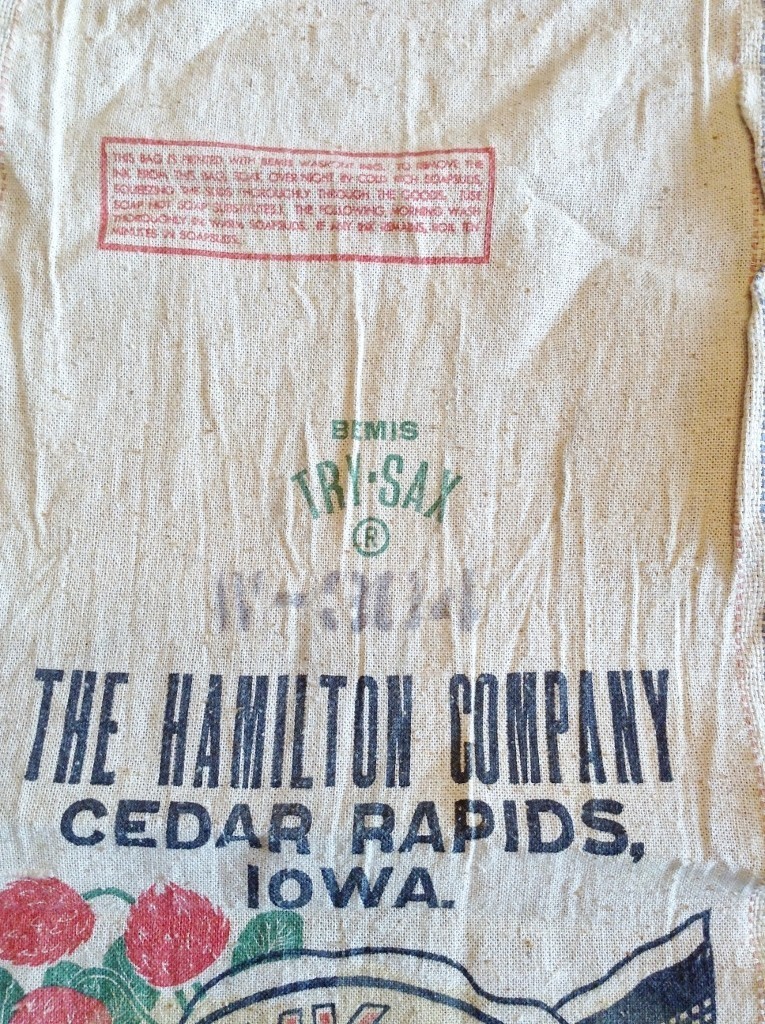 THIS BAG IS PRINTED WITH BEMIS WASHOUT INKS. TO REMOVE THE
INK FROM THIS BAG, SOAK OVER NIGHT IN COLD RICH SOAPSUDS,
SQUEEZING THE SUDS THOROUGHLY THROUGH THE GOODS. (USE
SOAP NOT SOAP SUBSTITUTES). THE FOLLOWING MORNING WASH
THOROUGHLY IN WARM SOAPSUDS. IF ANY INK REMAINS, BOIL TEN
MINUTES IN SOAPSUDS.
BEMIS
TRY-SAX
®
THE HAMILTON COMPANY
CEDAR RAPIDS,
IOWA.